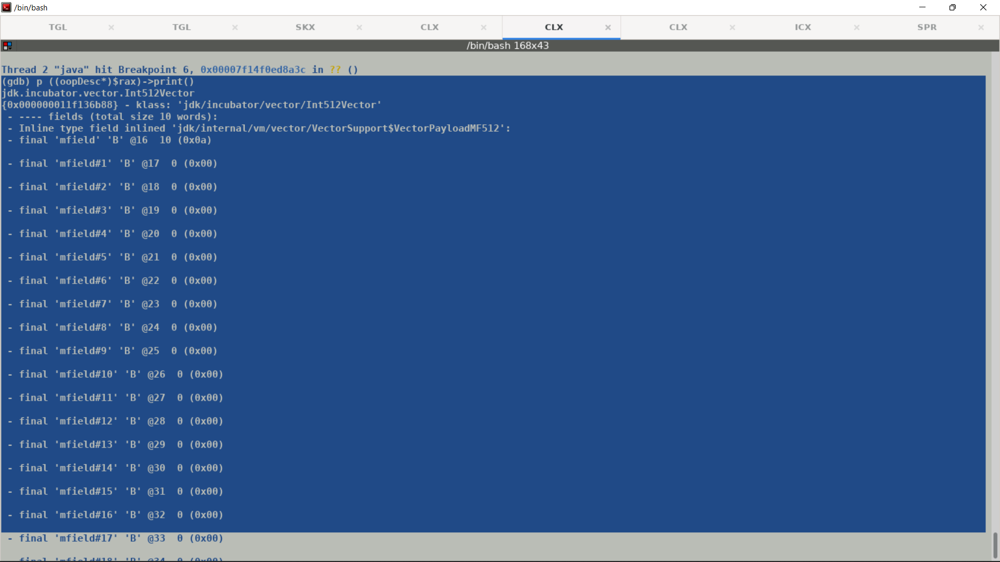 /bin/bash
TGL × TGL × SKX × CLX × CLX × CLX × ICX × SPR ×
/bin/bash 168x43
Thread 2 "java" hit Breakpoint 6, 0x00007f14f0ed8a3c in ?? ()
(gdb) p ((oopDesc*)$rax)->print()
jdk.incubator.vector.Int512Vector
{0x000000011f136b88} - klass: 'jdk/incubator/vector/Int512Vector'
- ---- fields (total size 10 words):
- Inline type field inlined 'jdk/internal/vm/vector/VectorSupport$VectorPayloadMF512':
- final 'mfield' 'B' @16  10 (0x0a)
- final 'mfield#1' 'B' @17  0 (0x00)
- final 'mfield#2' 'B' @18  0 (0x00)
- final 'mfield#3' 'B' @19  0 (0x00)
- final 'mfield#4' 'B' @20  0 (0x00)
- final 'mfield#5' 'B' @21  0 (0x00)
- final 'mfield#6' 'B' @22  0 (0x00)
- final 'mfield#7' 'B' @23  0 (0x00)
- final 'mfield#8' 'B' @24  0 (0x00)
- final 'mfield#9' 'B' @25  0 (0x00)
- final 'mfield#10' 'B' @26  0 (0x00)
- final 'mfield#11' 'B' @27  0 (0x00)
- final 'mfield#12' 'B' @28  0 (0x00)
- final 'mfield#13' 'B' @29  0 (0x00)
- final 'mfield#14' 'B' @30  0 (0x00)
- final 'mfield#15' 'B' @31  0 (0x00)
- final 'mfield#16' 'B' @32  0 (0x00)
- final 'mfield#17' 'B' @33  0 (0x00)
- final 'mfield#18' 'B' @34  0 (0x00)